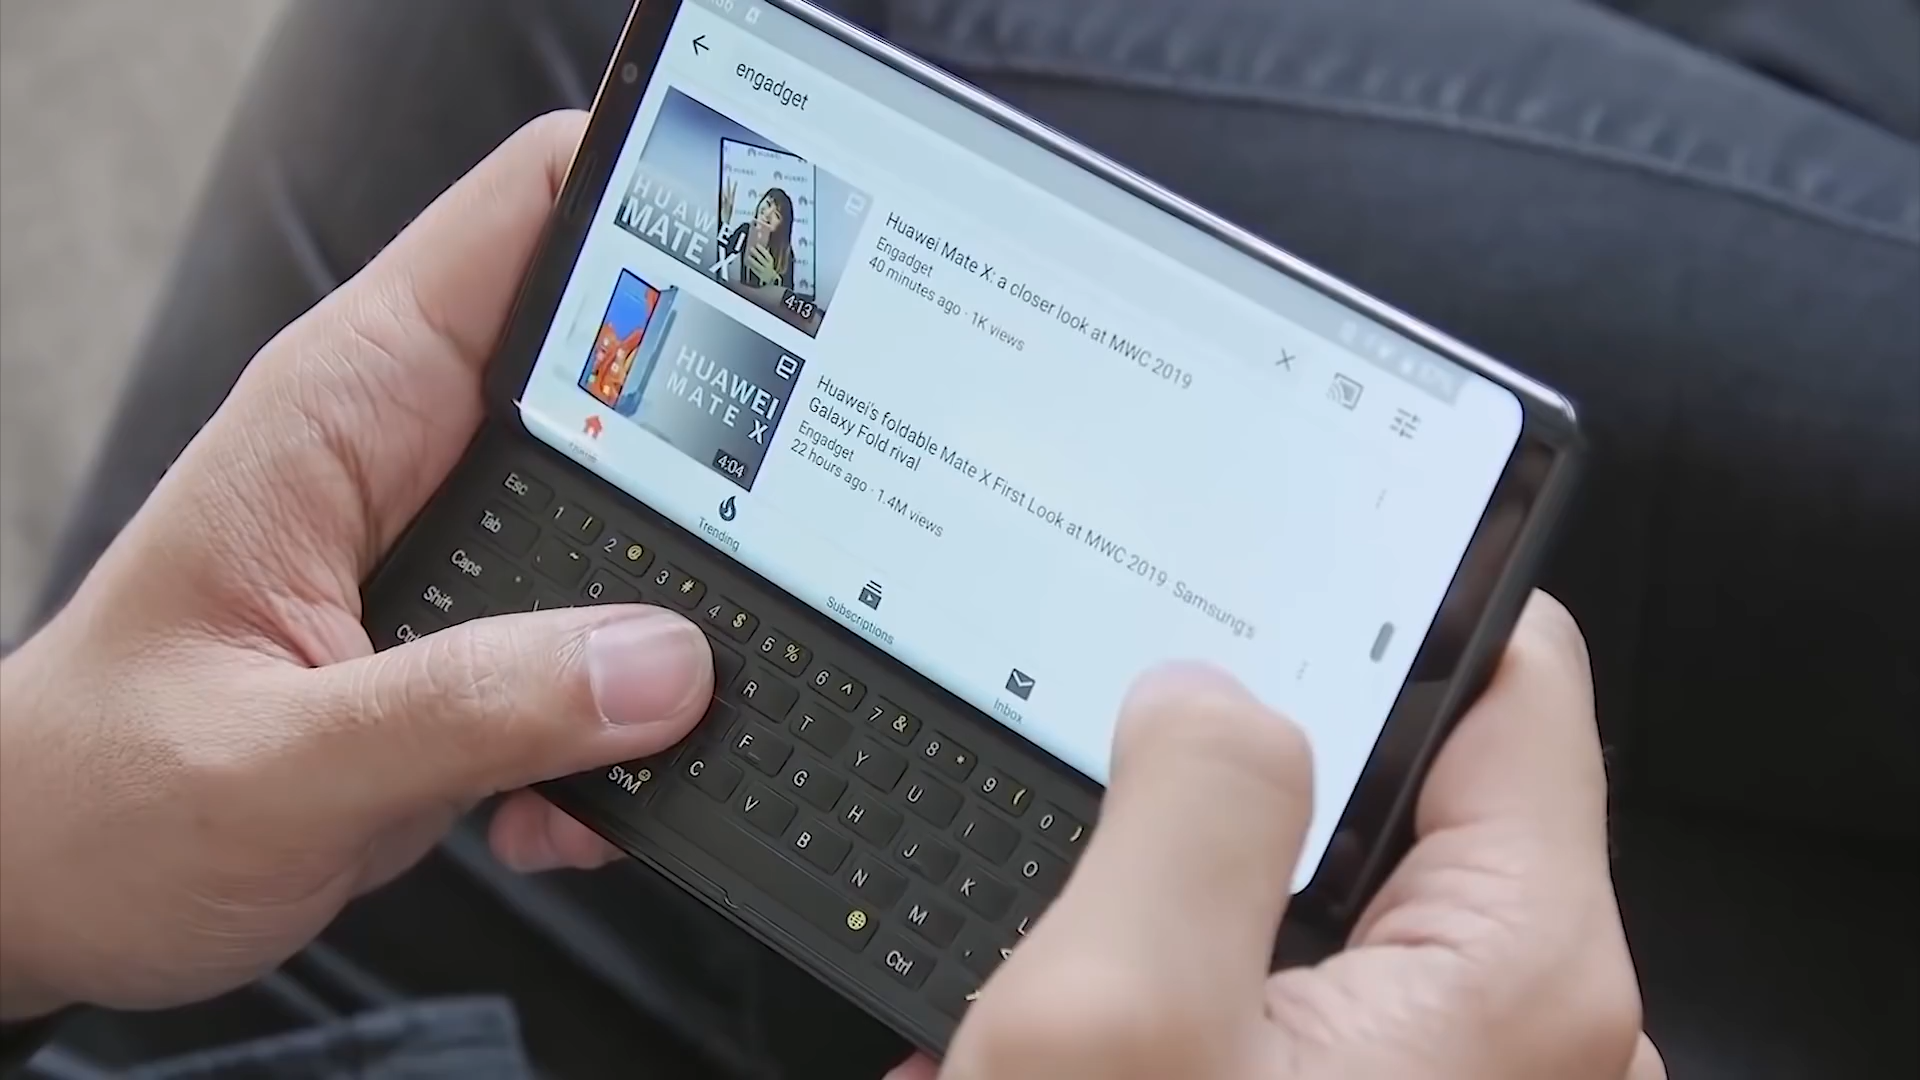 engadget
HUAWEI
MATE X
4:13
Huawei Mate X: a closer look at MWC 2019
Engadget
40 minutes ago · 1K views
HUAWEI
MATE X
4:04
Huawei's foldable Mate X First Look at MWC 2019: Samsung's
Galaxy Fold rival
Engadget
22 hours ago · 1.4M views
Trending
Subscriptions
Inbox
Esc 1 ! 2 @ 3 # 4 $ 5 % 6 ^ 7 & 8 * 9 ( 0 )
Tab Q R T Y U I O
Caps F G H J K L
Shift C V B N M
SYM Ctrl